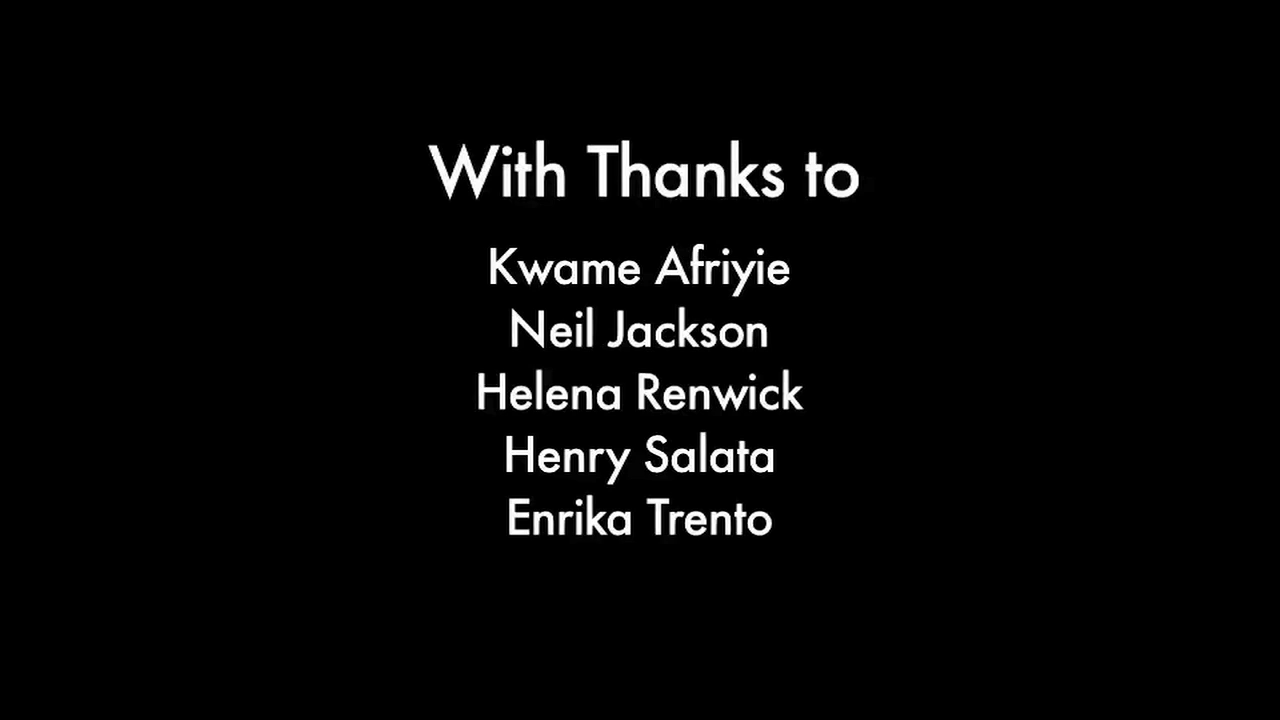 With Thanks to
Kwame Afriyie
Neil Jackson
Helena Renwick
Henry Salata
Enrika Trento